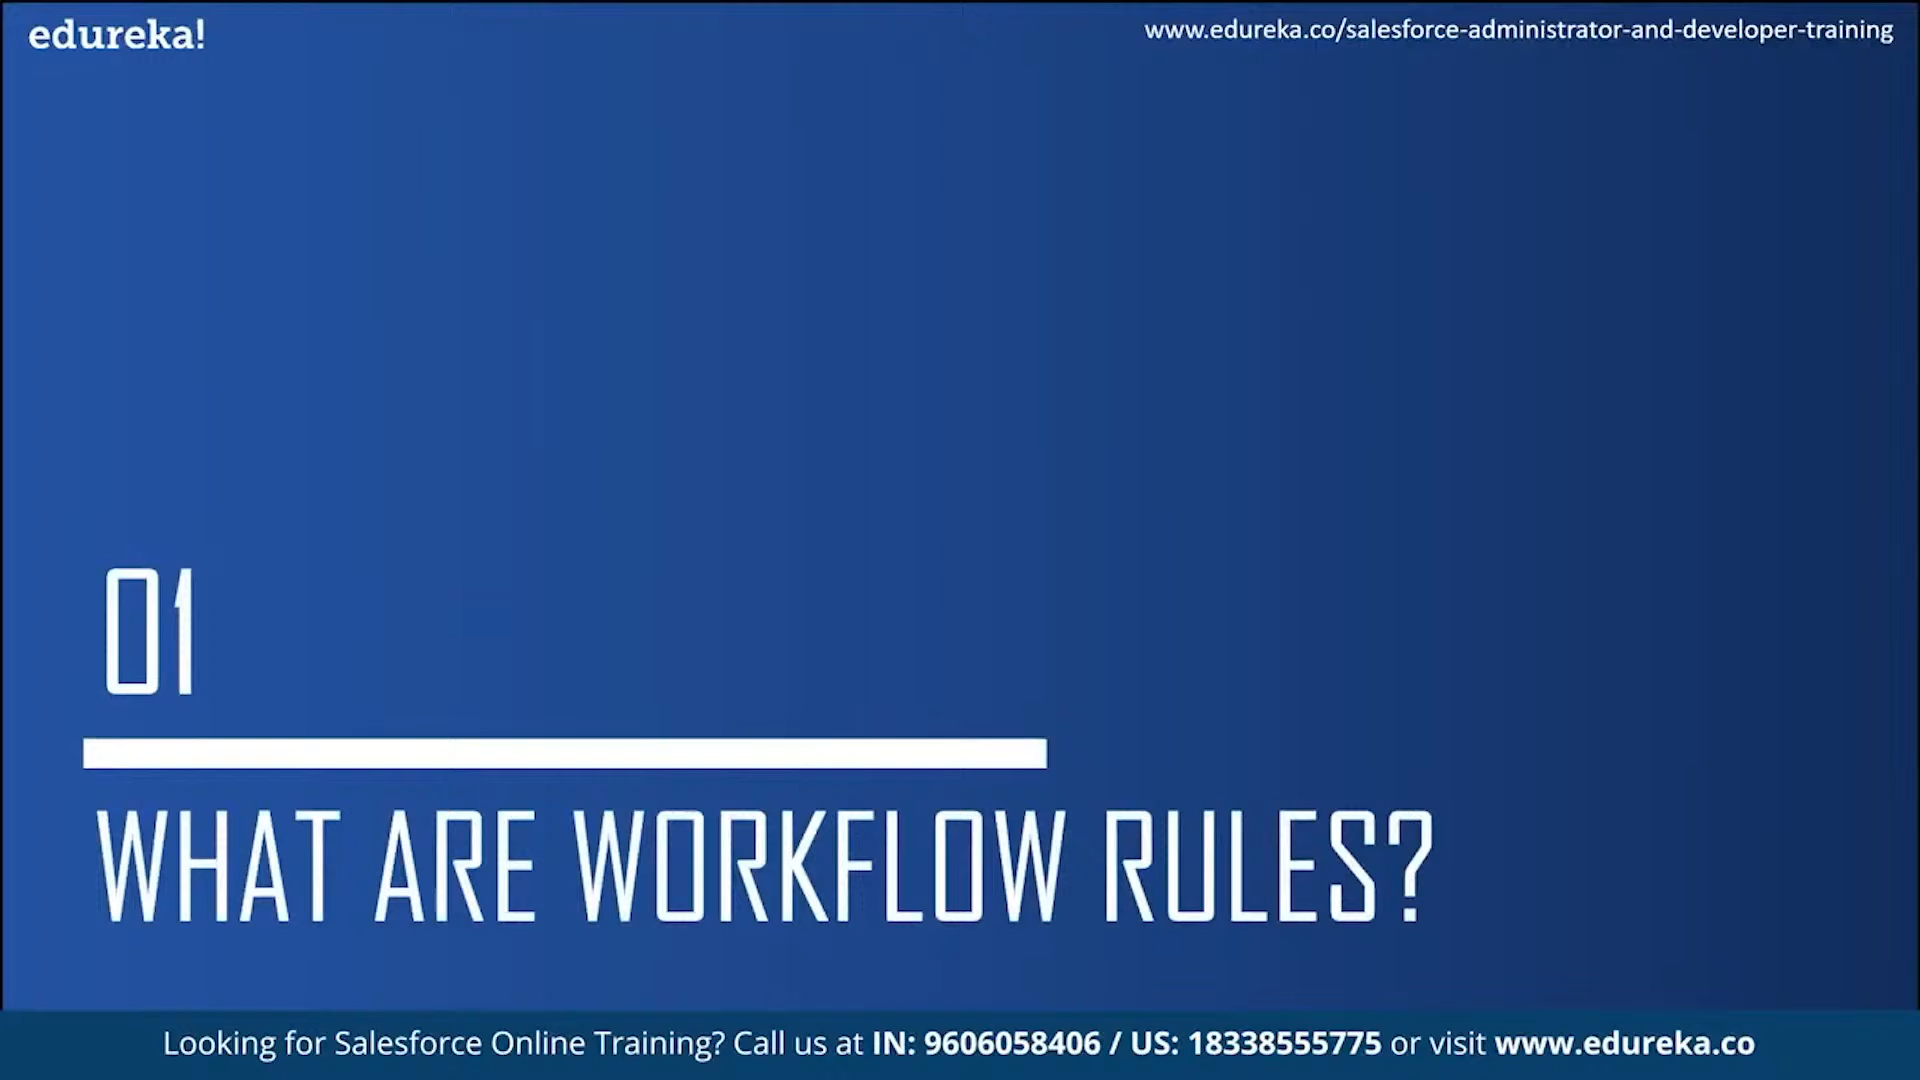 edureka!
www.edureka.co/salesforce-administrator-and-developer-training
01
WHAT ARE WORKFLOW RULES?
Looking for Salesforce Online Training? Call us at IN: 9606058406 / US: 18338555775 or visit www.edureka.co